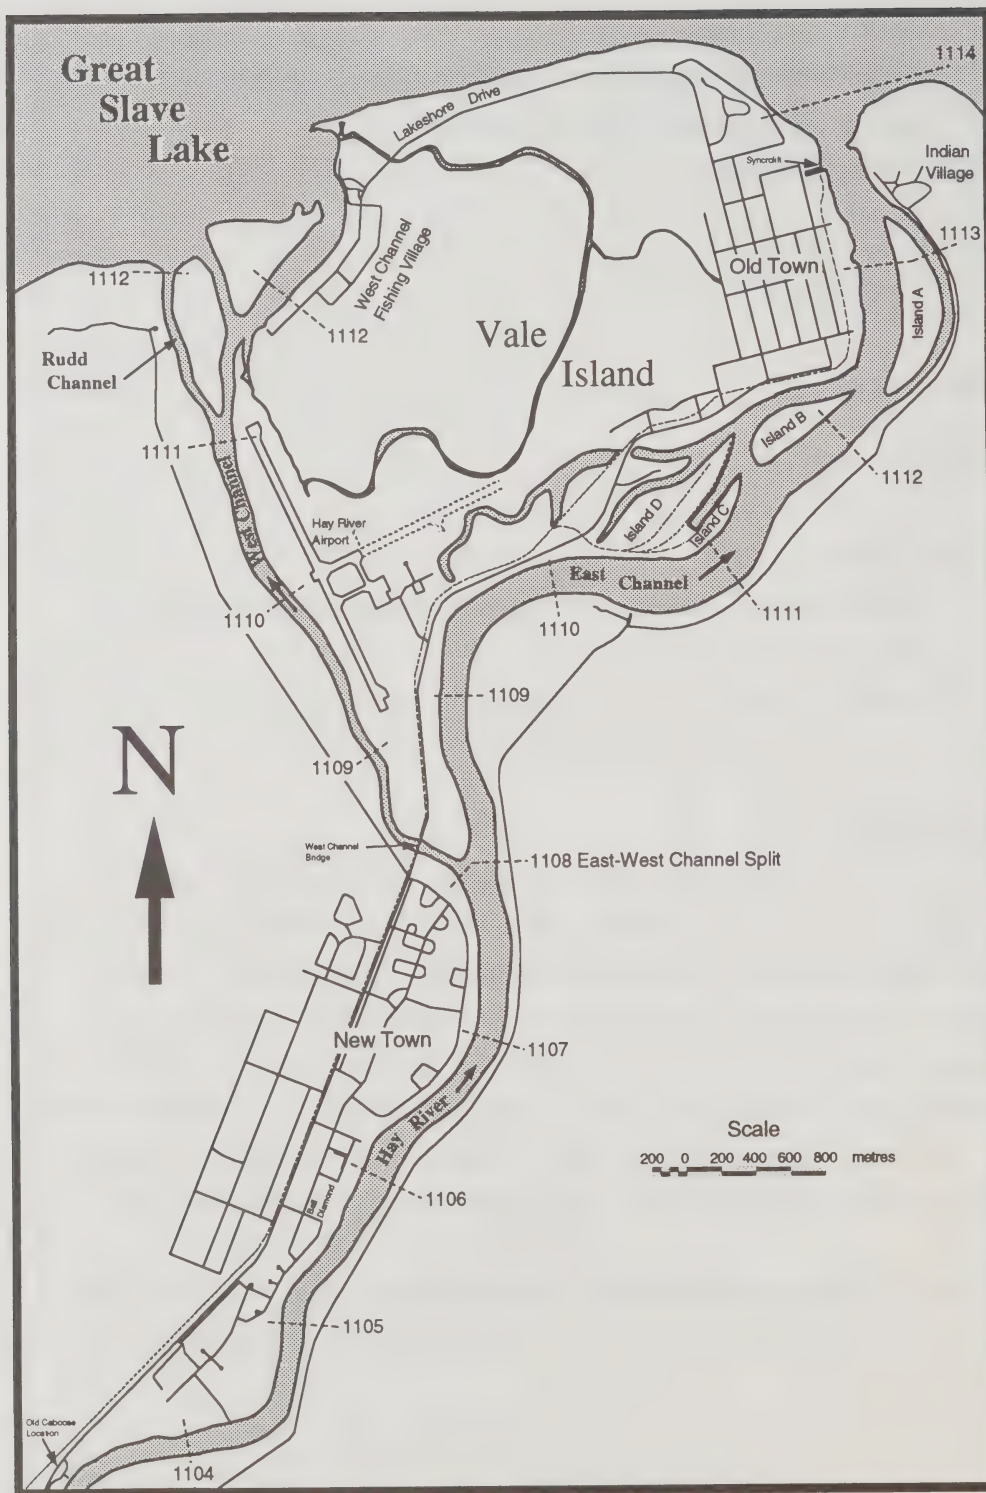 Great
Slave
Lake
1114
Lakeshore Drive
Syncrolift
Indian
Village
1113
1112
West Channel
Fishing Village
Old Town
Island A
1112
Vale
Island
Rudd
Channel
Island B
1111
1112
West Channel
Hay River
Airport
Island D
Island C
East Channel
1110
1110
1111
1109
N
1109
West Channel
Bridge
1108 East-West Channel Split
New Town
1107
Hay River
Scale
200 0 200 400 600 800 metres
Ball
Diamond
1106
1105
Old Caboose
Location
1104